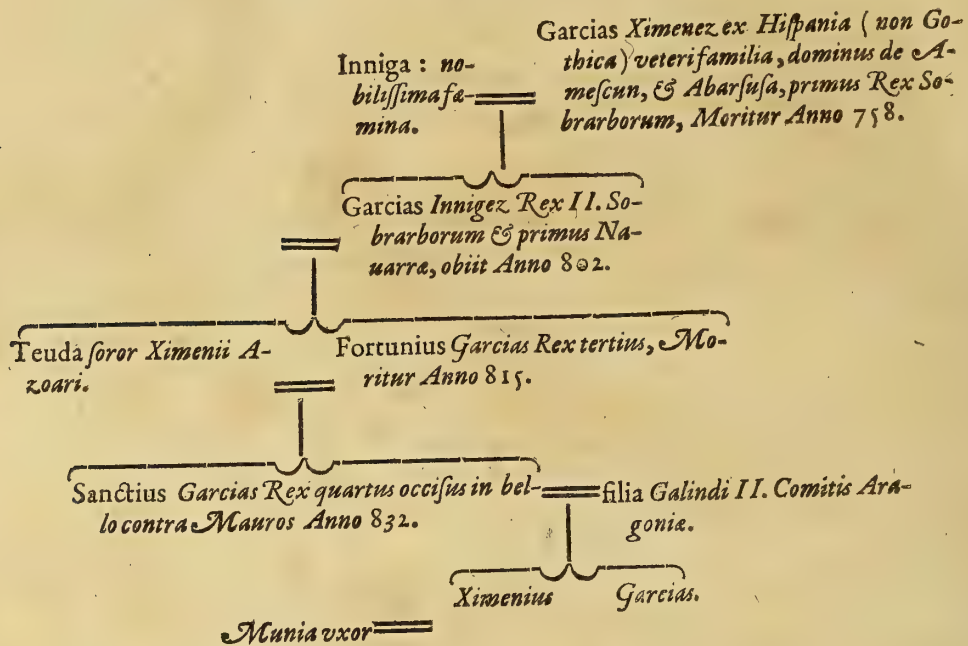 Inniga : no-
bilissima fœ-
mina.
Garcias Ximenez ex Hiſpania ( non Go-
thica) veteri familia, dominus de A-
meſcun, & Abarſuſa, primus Rex So-
brarborum, Moritur Anno 758.
Garcias Innigez Rex II. So-
brarborum & primus Na-
uarræ, obiit Anno 802.
Teuda ſoror Ximenii A-
zoari.
Fortunius Garcias Rex tertius, Mo-
ritur Anno 815.
Sanctius Garcias Rex quartus occiſus in bel-
lo contra Mauros Anno 832.
filia Galindi II. Comitis Ara-
goniæ.
Ximenius Garcias.
Munia vxor